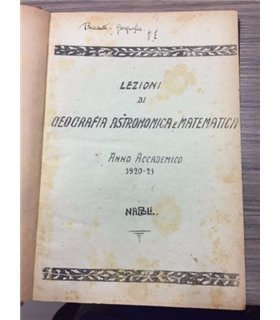 LEZIONI
DI
GEOGRAFIA ASTRONOMICA E MATEMATICA
ANNO ACCADEMICO
1920-21
NAPOLI